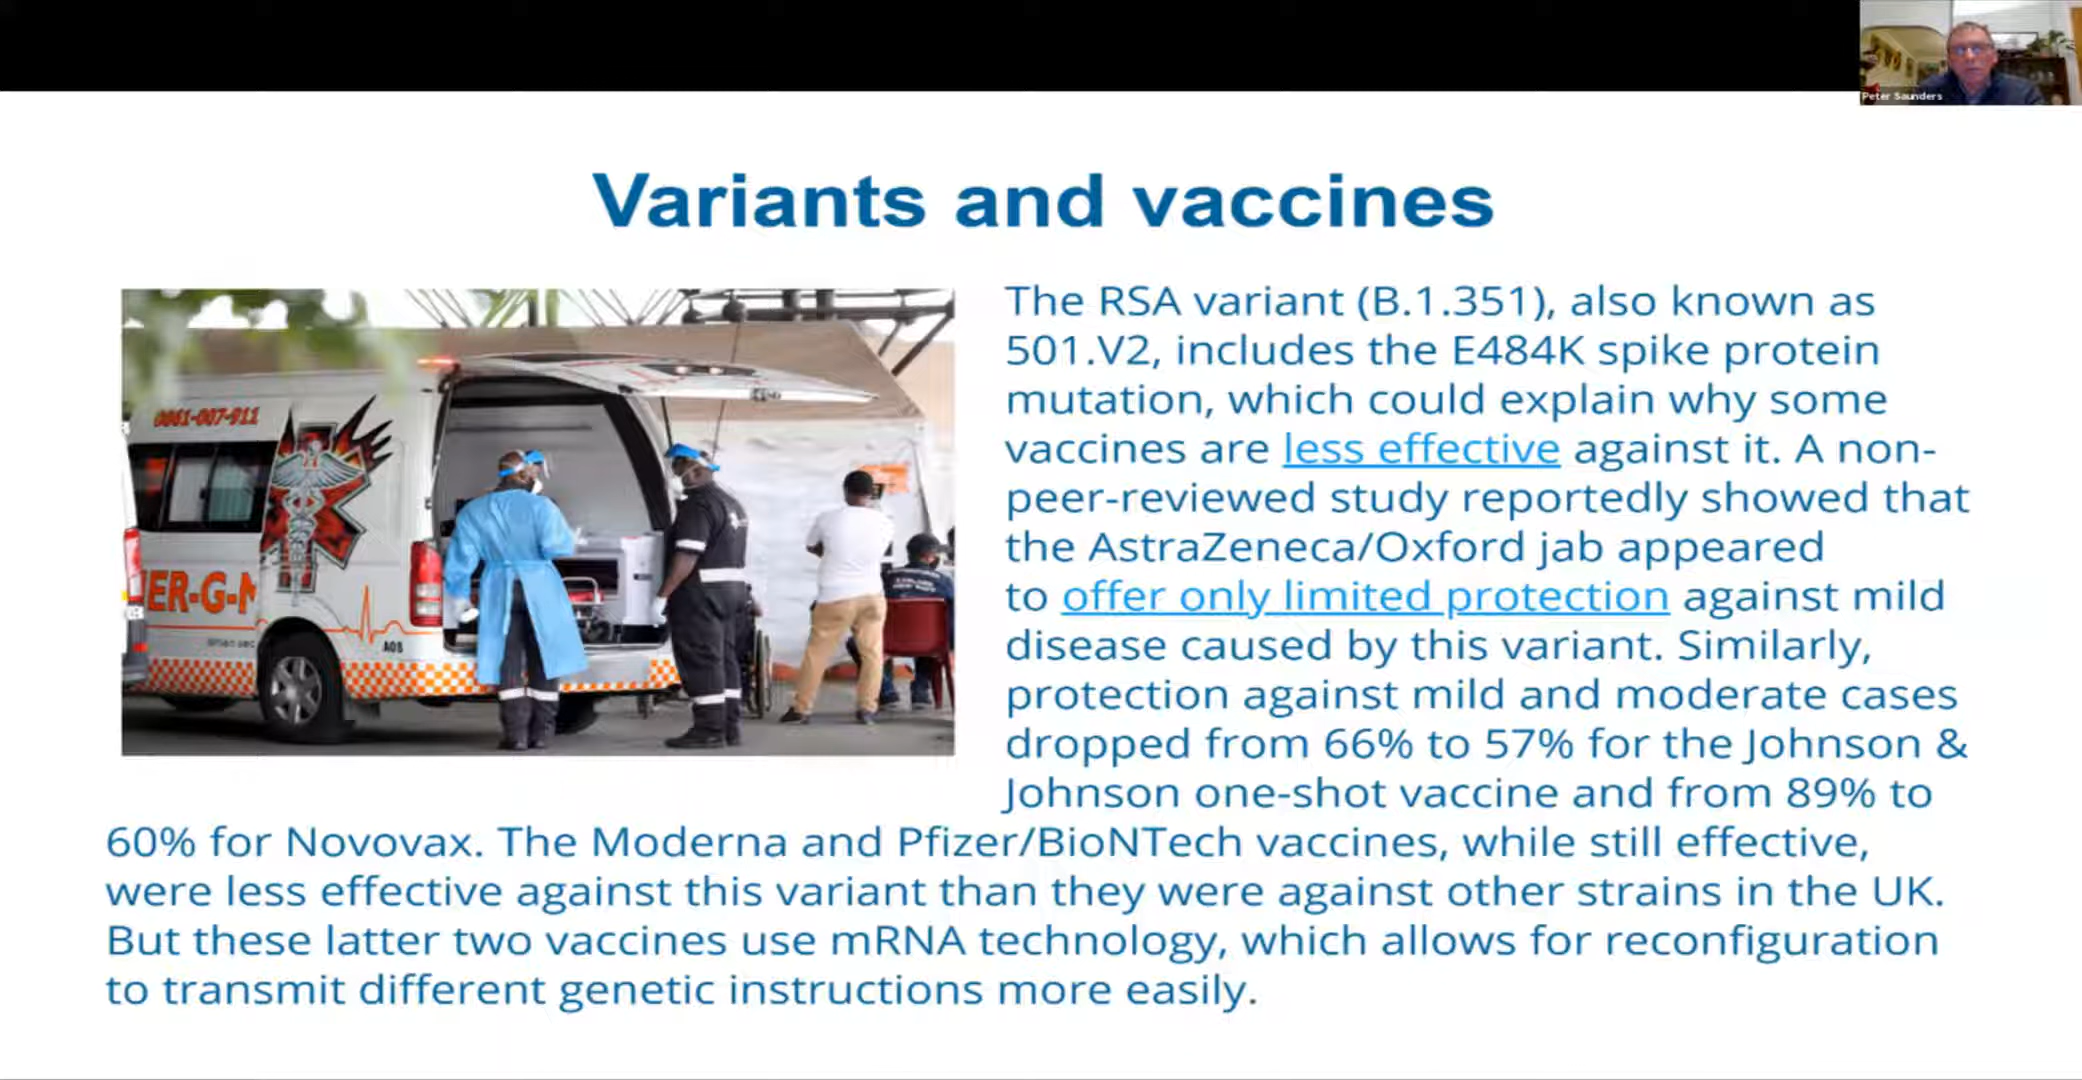 Peter Saunders
Variants and vaccines
0861-007-911
ER-G-M
AOS
The RSA variant (B.1.351), also known as
501.V2, includes the E484K spike protein
mutation, which could explain why some
vaccines are less effective against it. A non-
peer-reviewed study reportedly showed that
the AstraZeneca/Oxford jab appeared
to offer only limited protection against mild
disease caused by this variant. Similarly,
protection against mild and moderate cases
dropped from 66% to 57% for the Johnson &
Johnson one-shot vaccine and from 89% to
60% for Novovax. The Moderna and Pfizer/BioNTech vaccines, while still effective,
were less effective against this variant than they were against other strains in the UK.
But these latter two vaccines use mRNA technology, which allows for reconfiguration
to transmit different genetic instructions more easily.